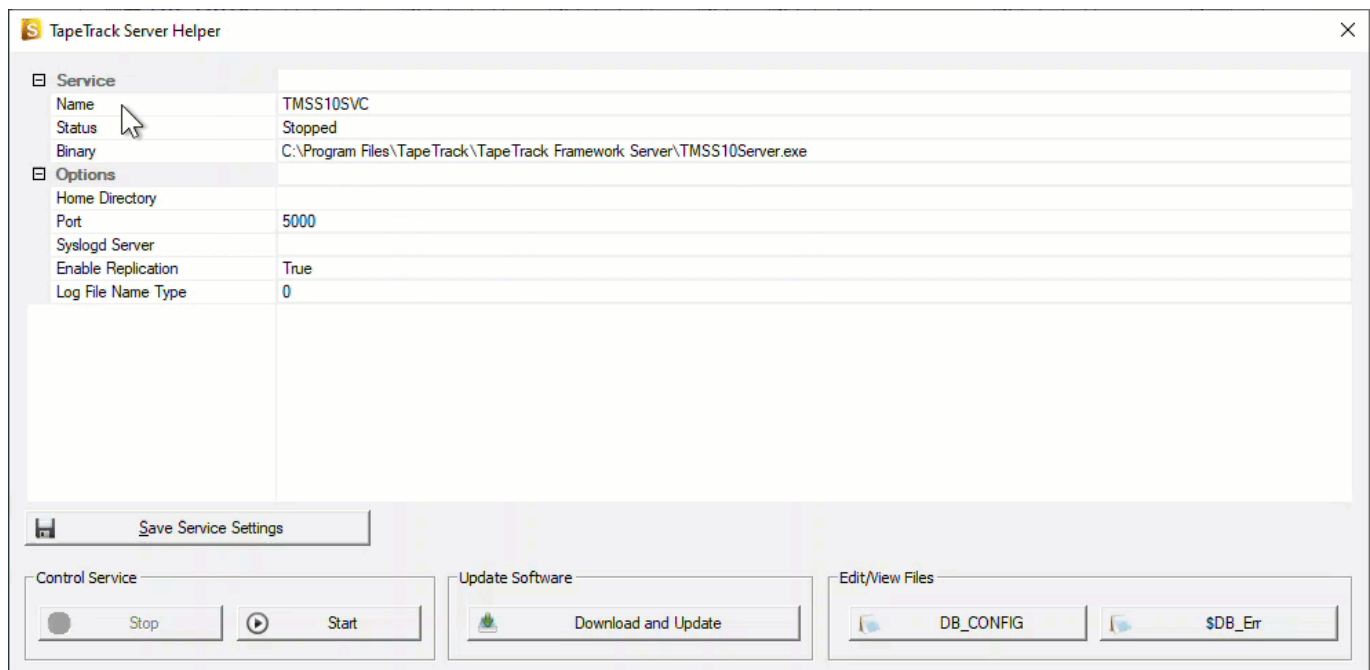 TapeTrack Server Helper
Service
Name TMSS10SVC
Status Stopped
Binary C:\Program Files\TapeTrack\TapeTrack Framework Server\TMSS10Server.exe
Options
Home Directory
Port 5000
Syslogd Server
Enable Replication True
Log File Name Type 0
Save Service Settings
Control Service Update Software Edit/View Files
Stop Start Download and Update DB_CONFIG $DB_Err